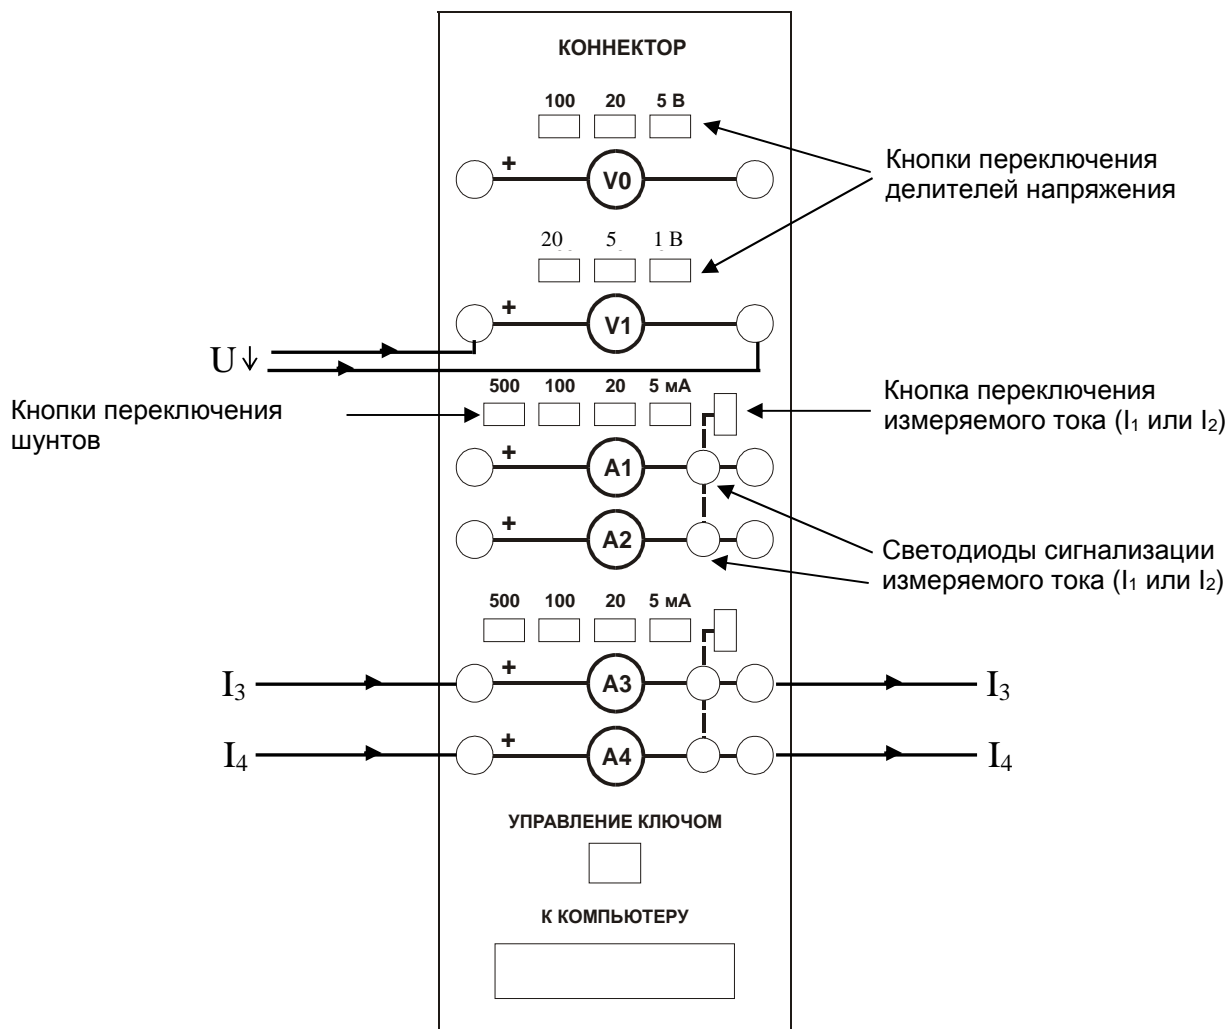 КОННЕКТОР
100 20 5 В
+ V0
Кнопки переключения
делителей напряжения
20 5 1 В
+ V1
U↓
500 100 20 5 мА
Кнопки переключения
шунтов
Кнопка переключения
измеряемого тока (I₁ или I₂)
+ A1
+ A2
Светодиоды сигнализации
измеряемого тока (I₁ или I₂)
500 100 20 5 мА
I₃ + A3 I₃
I₄ + A4 I₄
УПРАВЛЕНИЕ КЛЮЧОМ
К КОМПЬЮТЕРУ